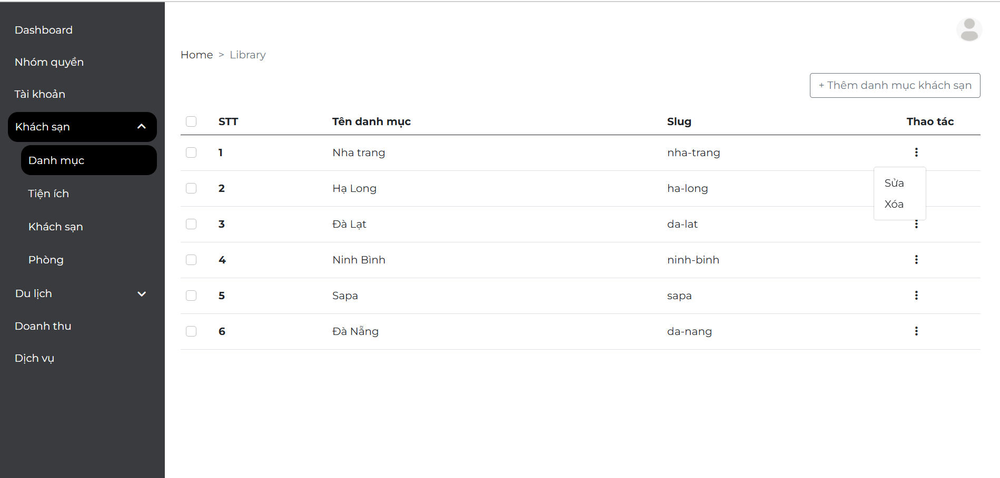 Dashboard
Nhóm quyền
Tài khoản
Khách sạn
Danh mục
Tiện ích
Khách sạn
Phòng
Du lịch
Doanh thu
Dịch vụ
Home > Library
+ Thêm danh mục khách sạn
STT Tên danh mục Slug Thao tác
1 Nha trang nha-trang
Sửa
2 Hạ Long ha-long
Xóa
3 Đà Lạt da-lat
4 Ninh Bình ninh-binh
5 Sapa sapa
6 Đà Nẵng da-nang